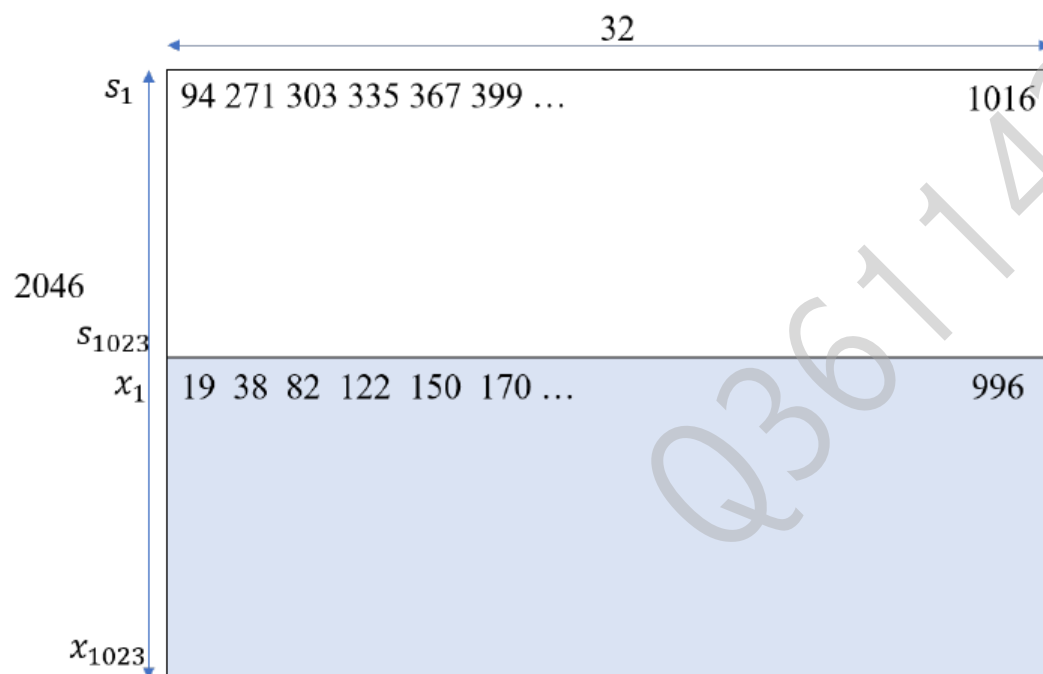 32
s₁ 94 271 303 335 367 399 … 1016
2046
s₁₀₂₃
x₁ 19 38 82 122 150 170 … 996
x₁₀₂₃